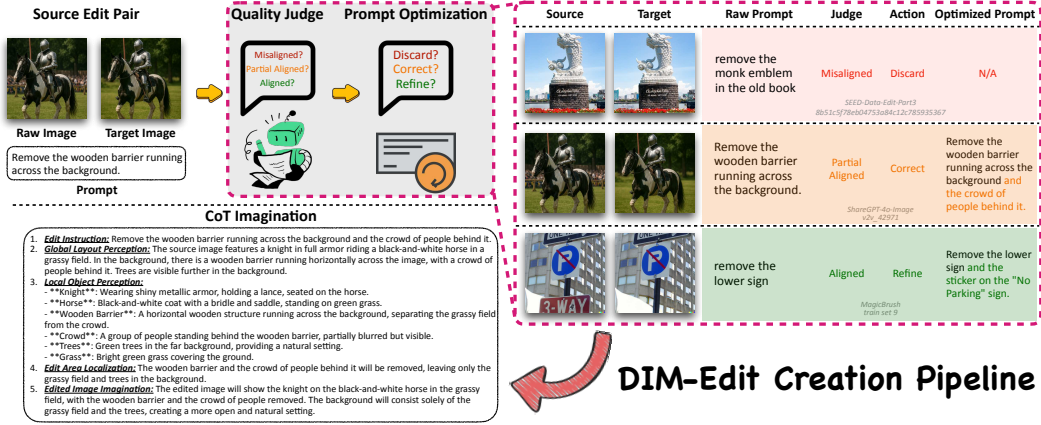 Source Edit Pair
Raw Image
Target Image
Remove the wooden barrier running
across the background.
Prompt
Quality Judge
Misaligned?
Partial Aligned?
Aligned?
Prompt Optimization
Discard?
Correct?
Refine?
CoT Imagination
1. Edit Instruction: Remove the wooden barrier running across the background and the crowd of people behind it.
2. Global Layout Perception: The source image features a knight in full armor riding a black-and-white horse in a
grassy field. In the background, there is a wooden barrier running horizontally across the image, with a crowd of
people behind it. Trees are visible further in the background.
3. Local Object Perception:
- **Knight**: Wearing shiny metallic armor, holding a lance, seated on the horse.
- **Horse**: Black-and-white coat with a bridle and saddle, standing on green grass.
- **Wooden Barrier**: A horizontal wooden structure running across the background, separating the grassy field
from the crowd.
- **Crowd**: A group of people standing behind the wooden barrier, partially blurred but visible.
- **Trees**: Green trees in the far background, providing a natural setting.
- **Grass**: Bright green grass covering the ground.
4. Edit Area Localization: The wooden barrier and the crowd of people behind it will be removed, leaving only the
grassy field and trees in the background.
5. Edited Image Imagination: The edited image will show the knight on the black-and-white horse in the grassy
field, with the wooden barrier and the crowd of people removed. The background will consist solely of the
grassy field and the trees, creating a more open and natural setting.
Source
Target
Raw Prompt
Judge
Action
Optimized Prompt
remove the
monk emblem
in the old book
Misaligned
Discard
N/A
SEED-Data-Edit-Part3
8b51c5f78eb04753a84c12c785935367
Remove the
wooden barrier
running across
the background.
Partial
Aligned
Correct
Remove the
wooden barrier
running across the
background and
the crowd of
people behind it.
ShareGPT-4o-Image
v2v_42971
3-WAY
remove the
lower sign
Aligned
Refine
Remove the lower
sign and the
sticker on the "No
Parking" sign.
MagicBrush
train set 9
DIM-Edit Creation Pipeline